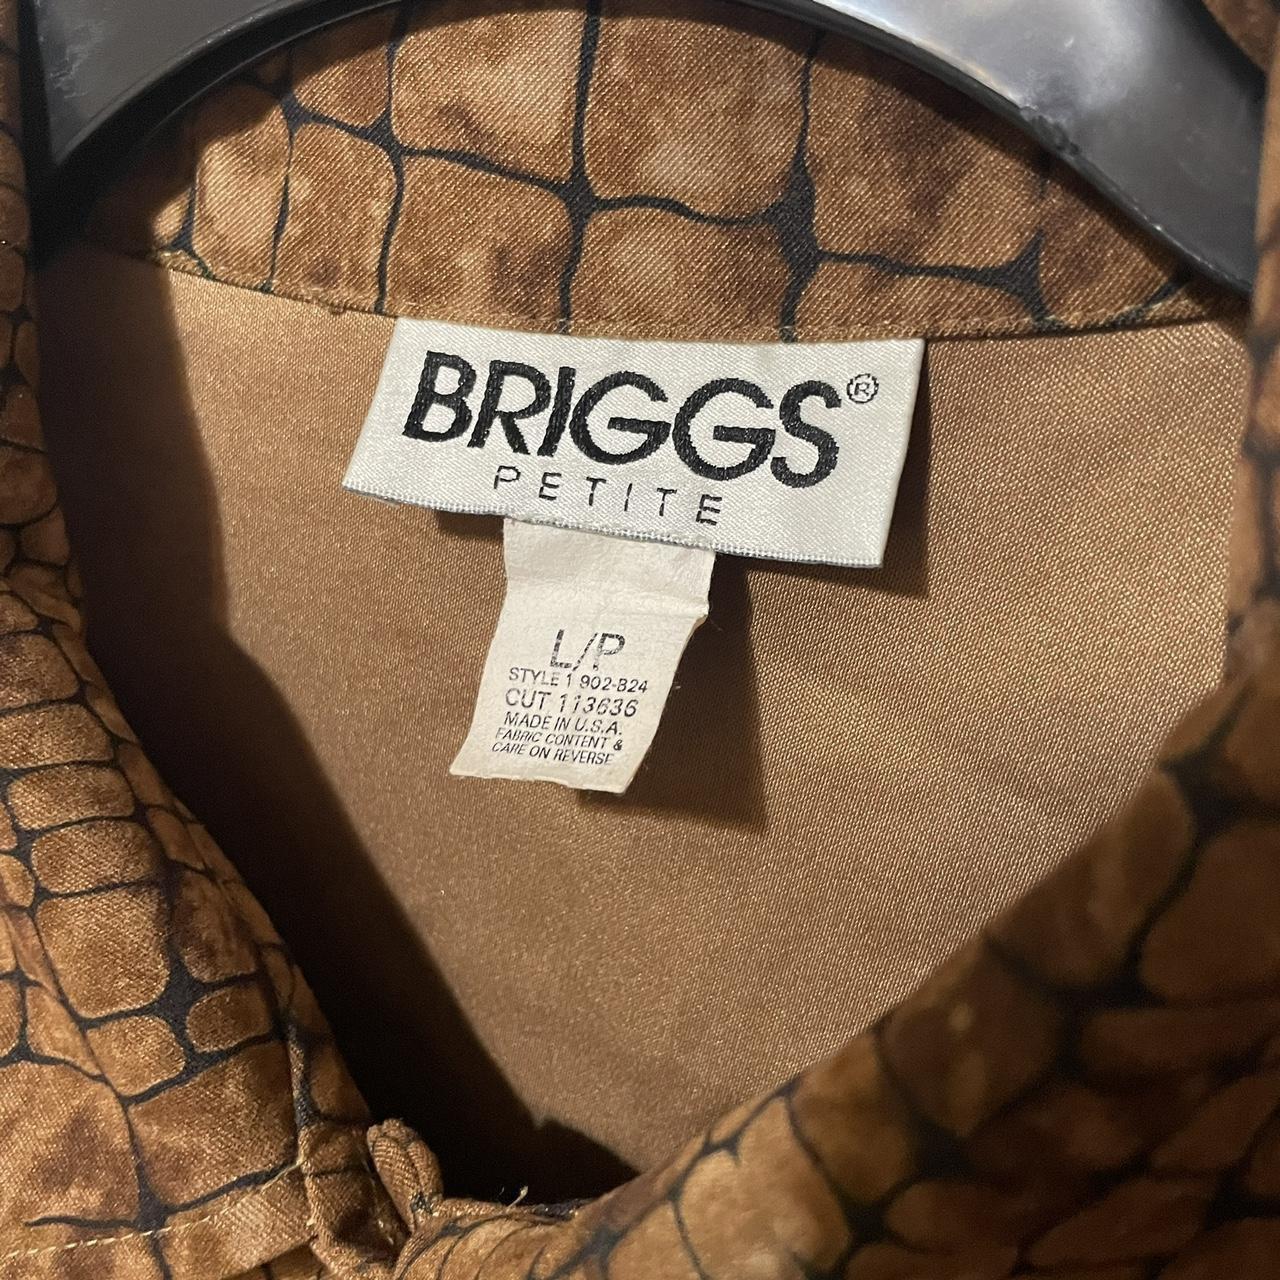 BRIGGS®
PETITE
L/P
STYLE 1 902-B24
CUT 113636
MADE IN U.S.A.
FABRIC CONTENT &
CARE ON REVERSE